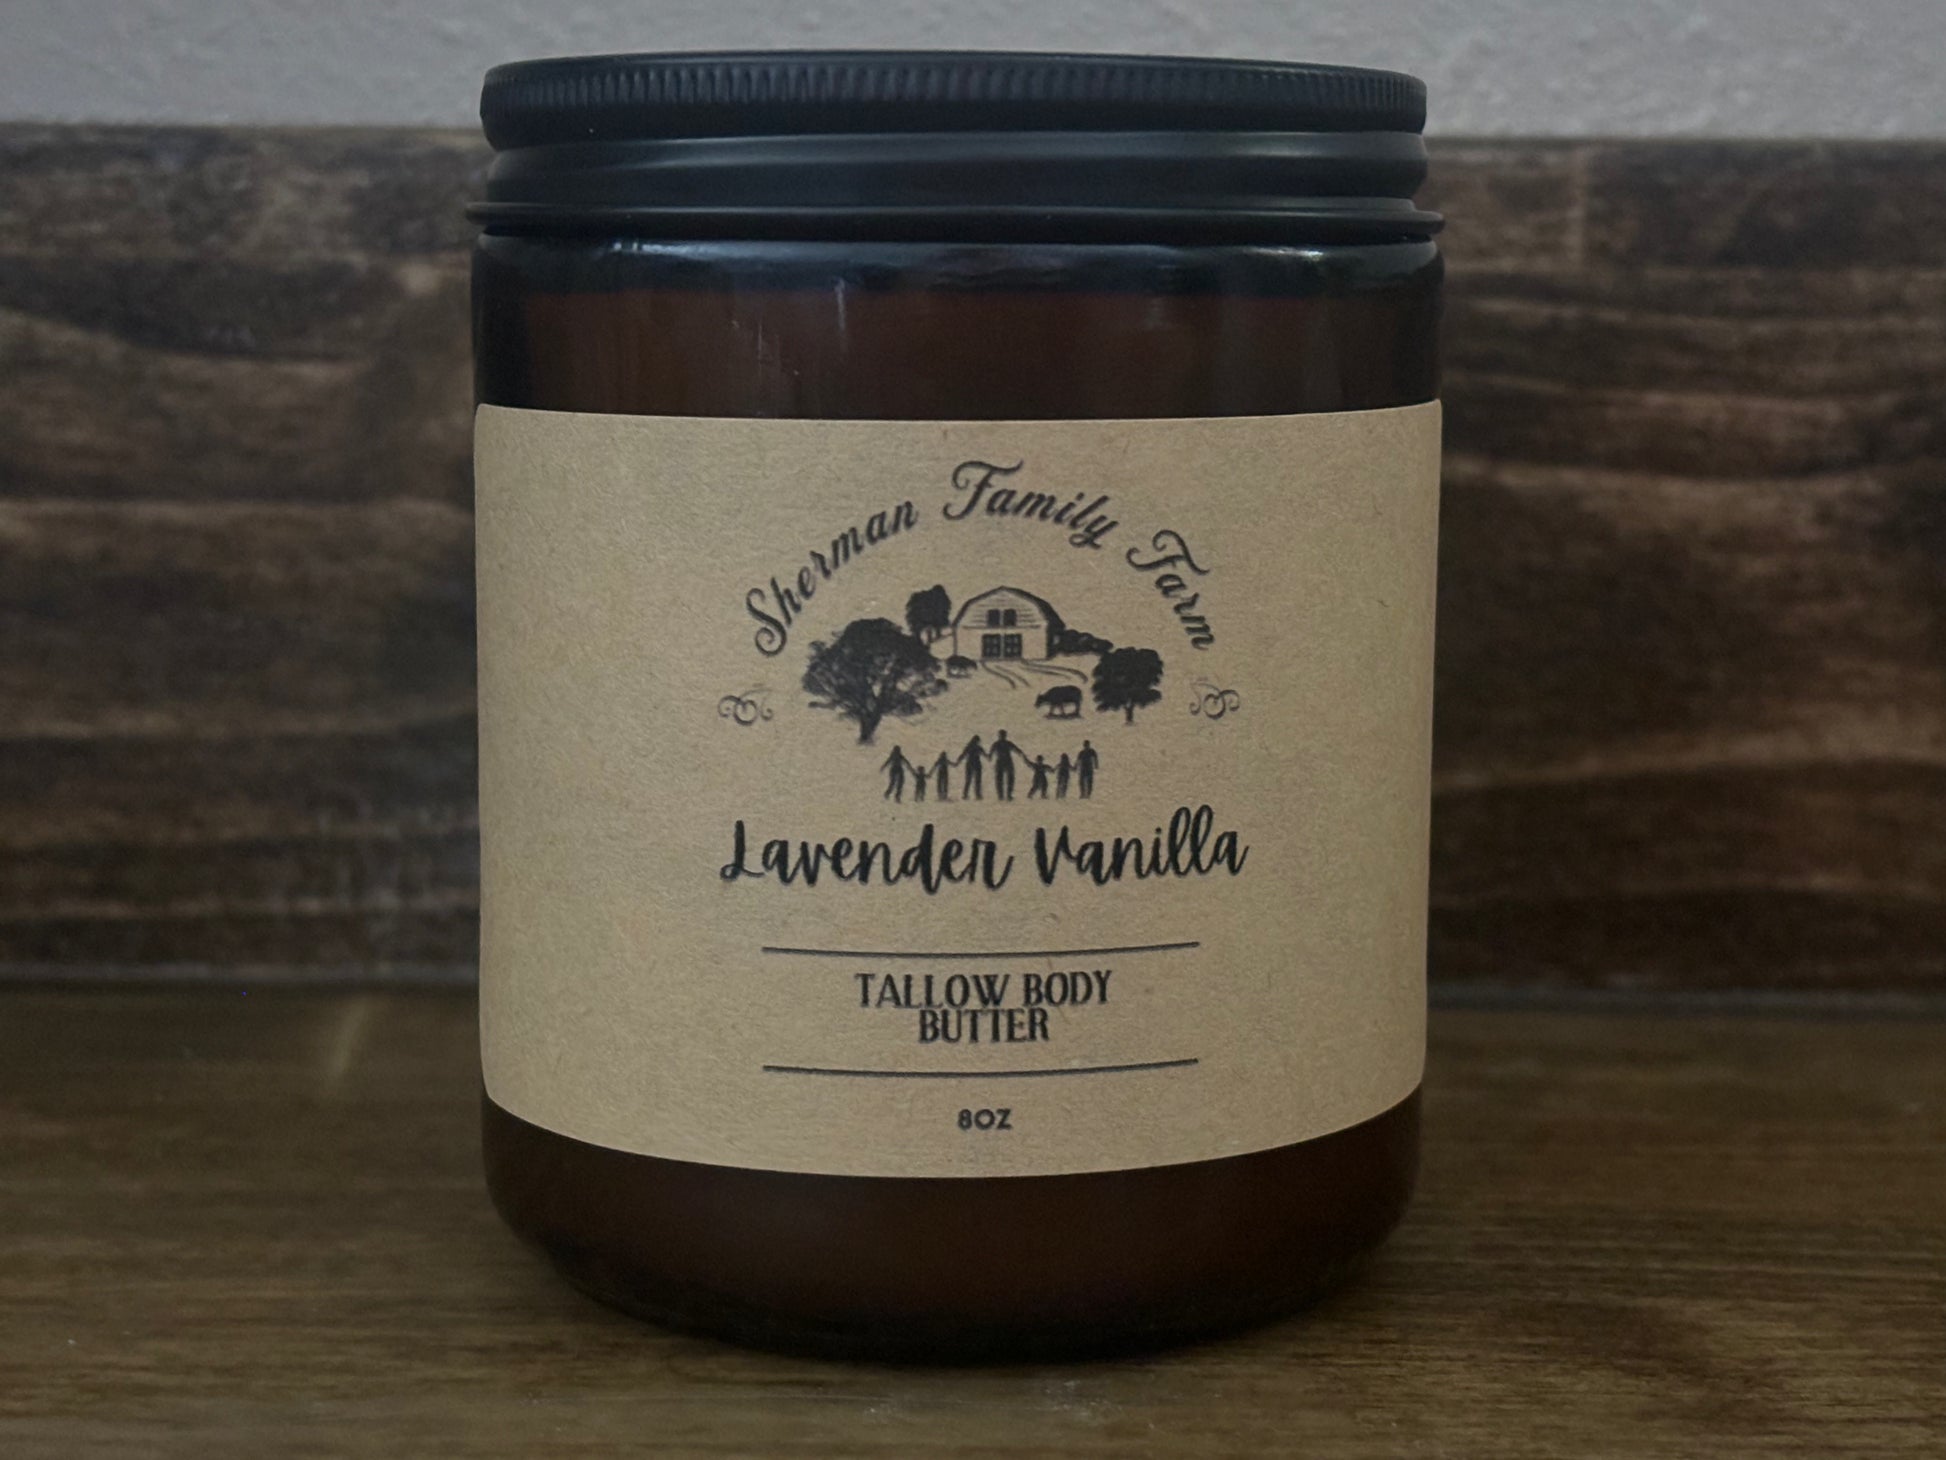 Sherman Family Farm
Lavender Vanilla
TALLOW BODY
BUTTER
8OZ